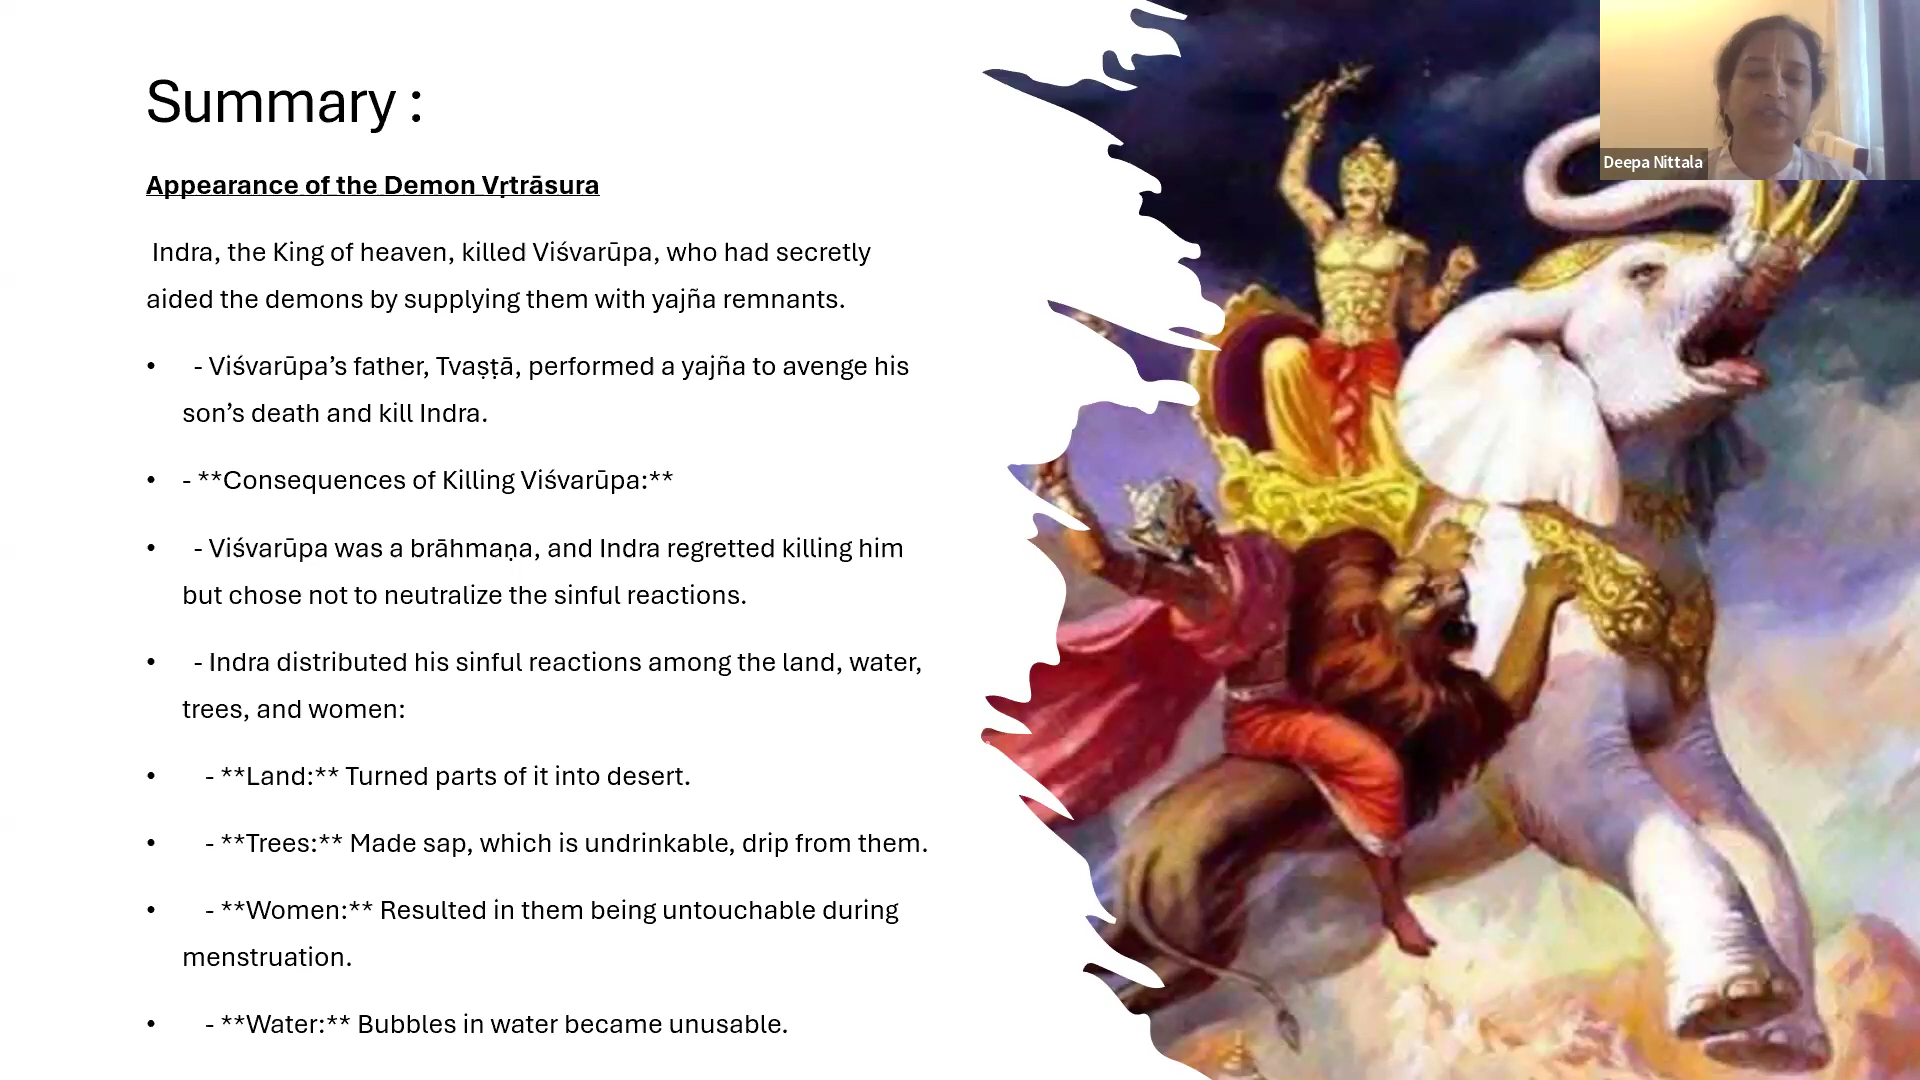 Summary :
Appearance of the Demon Vṛtrāsura
Indra, the King of heaven, killed Viśvarūpa, who had secretly
aided the demons by supplying them with yajña remnants.
• - Viśvarūpa’s father, Tvaṣṭā, performed a yajña to avenge his
son’s death and kill Indra.
• - **Consequences of Killing Viśvarūpa:**
• - Viśvarūpa was a brāhmaṇa, and Indra regretted killing him
but chose not to neutralize the sinful reactions.
• - Indra distributed his sinful reactions among the land, water,
trees, and women:
• - **Land:** Turned parts of it into desert.
• - **Trees:** Made sap, which is undrinkable, drip from them.
• - **Women:** Resulted in them being untouchable during
menstruation.
• - **Water:** Bubbles in water became unusable.
Deepa Nittala